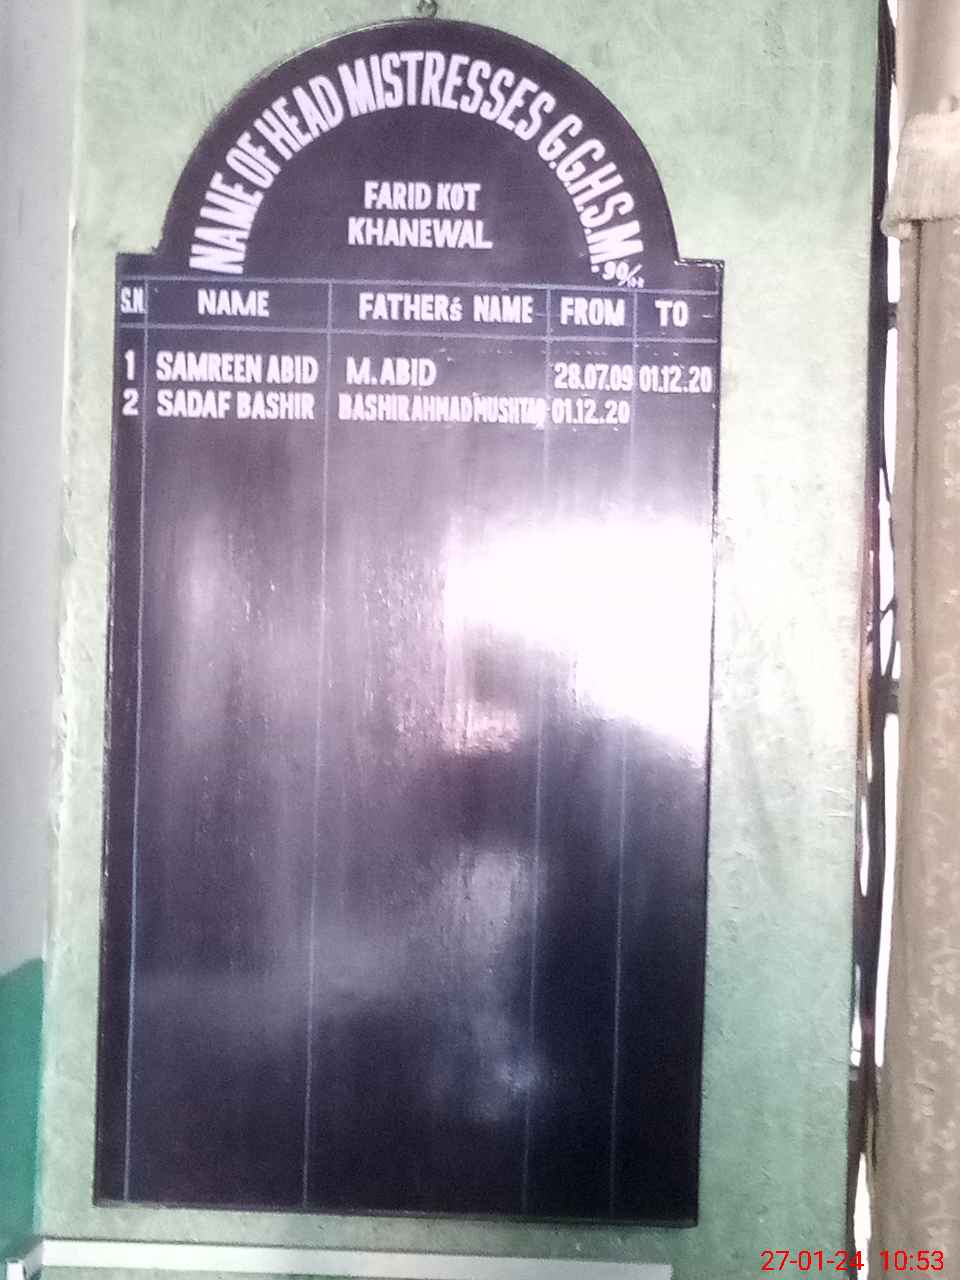 NAME OF HEAD MISTRESSES G.G.H.S.M.
FARID KOT
KHANEWAL
S.N. NAME FATHERś NAME FROM TO
1 SAMREEN ABID M. ABID 28.07.09 01.12.20
2 SADAF BASHIR BASHIR AHMAD MUSHTAQ 01.12.20
27-01-24 10:53